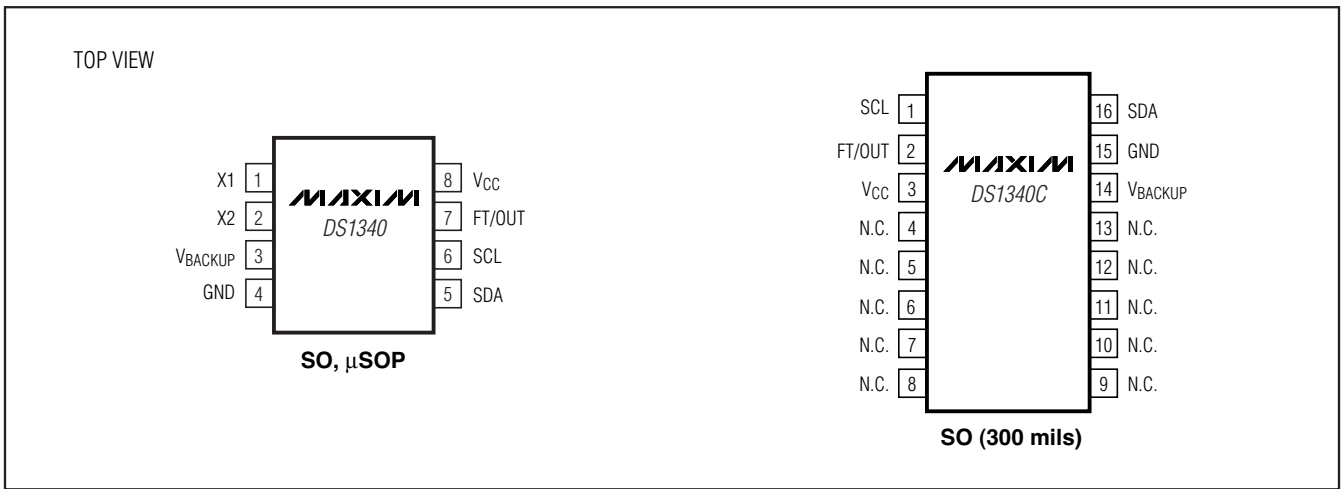 TOP VIEW
X1 1
X2 2
VBACKUP 3
GND 4
MAXIM
DS1340
8 VCC
7 FT/OUT
6 SCL
5 SDA
SO, µSOP
SCL 1
FT/OUT 2
VCC 3
N.C. 4
N.C. 5
N.C. 6
N.C. 7
N.C. 8
MAXIM
DS1340C
16 SDA
15 GND
14 VBACKUP
13 N.C.
12 N.C.
11 N.C.
10 N.C.
9 N.C.
SO (300 mils)